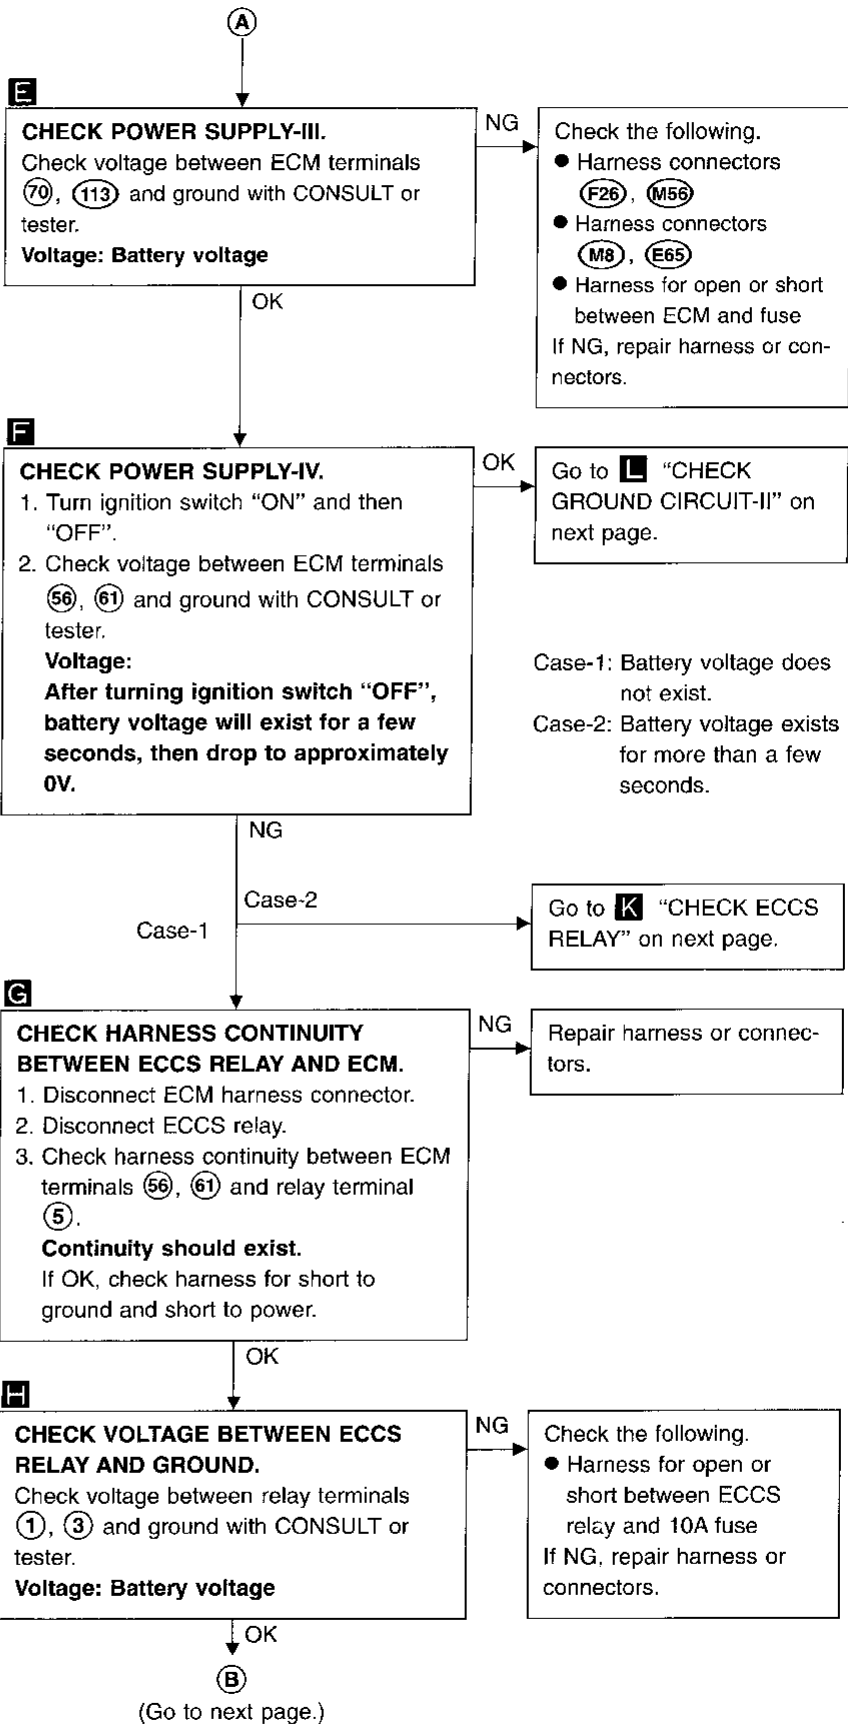 A
E
CHECK POWER SUPPLY-III.
Check voltage between ECM terminals
70, 113 and ground with CONSULT or
tester.
Voltage: Battery voltage
NG
Check the following.
● Harness connectors
F26, M56
● Harness connectors
M8, E65
● Harness for open or short
between ECM and fuse
If NG, repair harness or con-
nectors.
OK
F
CHECK POWER SUPPLY-IV.
1. Turn ignition switch “ON” and then
“OFF”.
2. Check voltage between ECM terminals
56, 61 and ground with CONSULT or
tester.
Voltage:
After turning ignition switch “OFF”,
battery voltage will exist for a few
seconds, then drop to approximately
0V.
OK
Go to L “CHECK
GROUND CIRCUIT-II” on
next page.
Case-1: Battery voltage does
not exist.
Case-2: Battery voltage exists
for more than a few
seconds.
NG
Case-2
Case-1
Go to K “CHECK ECCS
RELAY” on next page.
G
CHECK HARNESS CONTINUITY
BETWEEN ECCS RELAY AND ECM.
1. Disconnect ECM harness connector.
2. Disconnect ECCS relay.
3. Check harness continuity between ECM
terminals 56, 61 and relay terminal
5.
Continuity should exist.
If OK, check harness for short to
ground and short to power.
NG
Repair harness or connec-
tors.
OK
H
CHECK VOLTAGE BETWEEN ECCS
RELAY AND GROUND.
Check voltage between relay terminals
1, 3 and ground with CONSULT or
tester.
Voltage: Battery voltage
NG
Check the following.
● Harness for open or
short between ECCS
relay and 10A fuse
If NG, repair harness or
connectors.
OK
B
(Go to next page.)